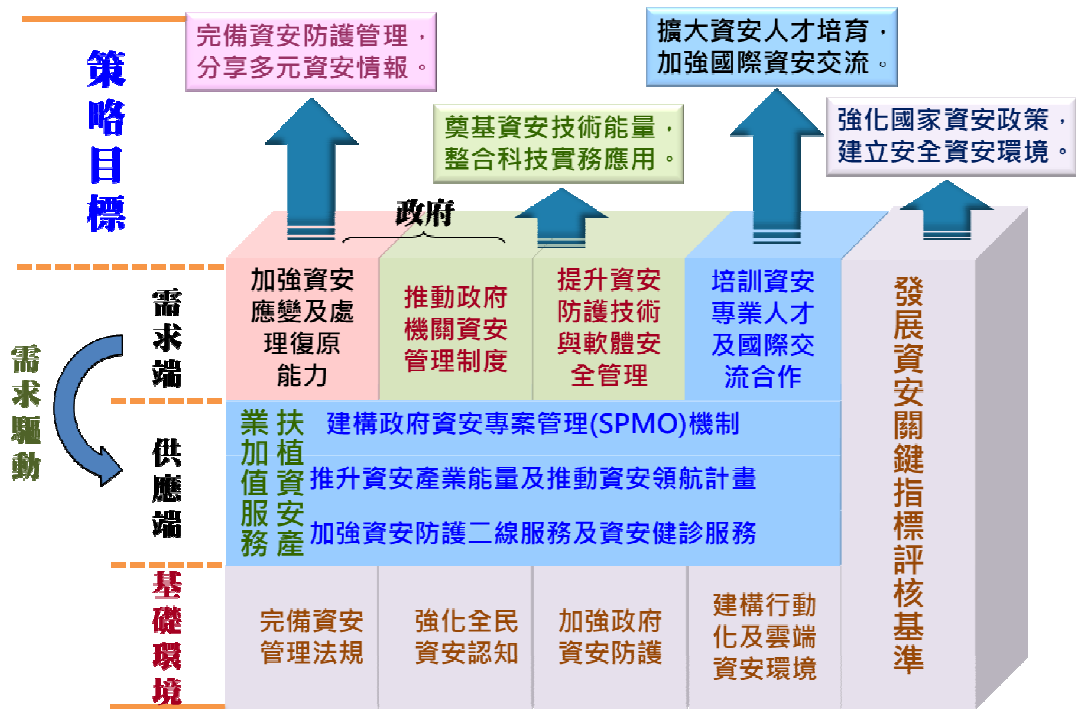 策略目標
完備資安防護管理，
分享多元資安情報。
奠基資安技術能量，
整合科技實務應用。
擴大資安人才培育，
加強國際資安交流。
強化國家資安政策，
建立安全資安環境。
政府
需求端
加強資安
應變及處
理復原
能力
推動政府
機關資安
管理制度
提升資安
防護技術
與軟體安
全管理
培訓資安
專業人才
及國際交
流合作
發展資安關鍵指標評核基準
需求驅動
供應端
扶植資安產
業加值服務
建構政府資安專案管理(SPMO)機制
推升資安產業能量及推動資安領航計畫
加強資安防護二線服務及資安健診服務
基礎環境
完備資安
管理法規
強化全民
資安認知
加強政府
資安防護
建構行動
化及雲端
資安環境